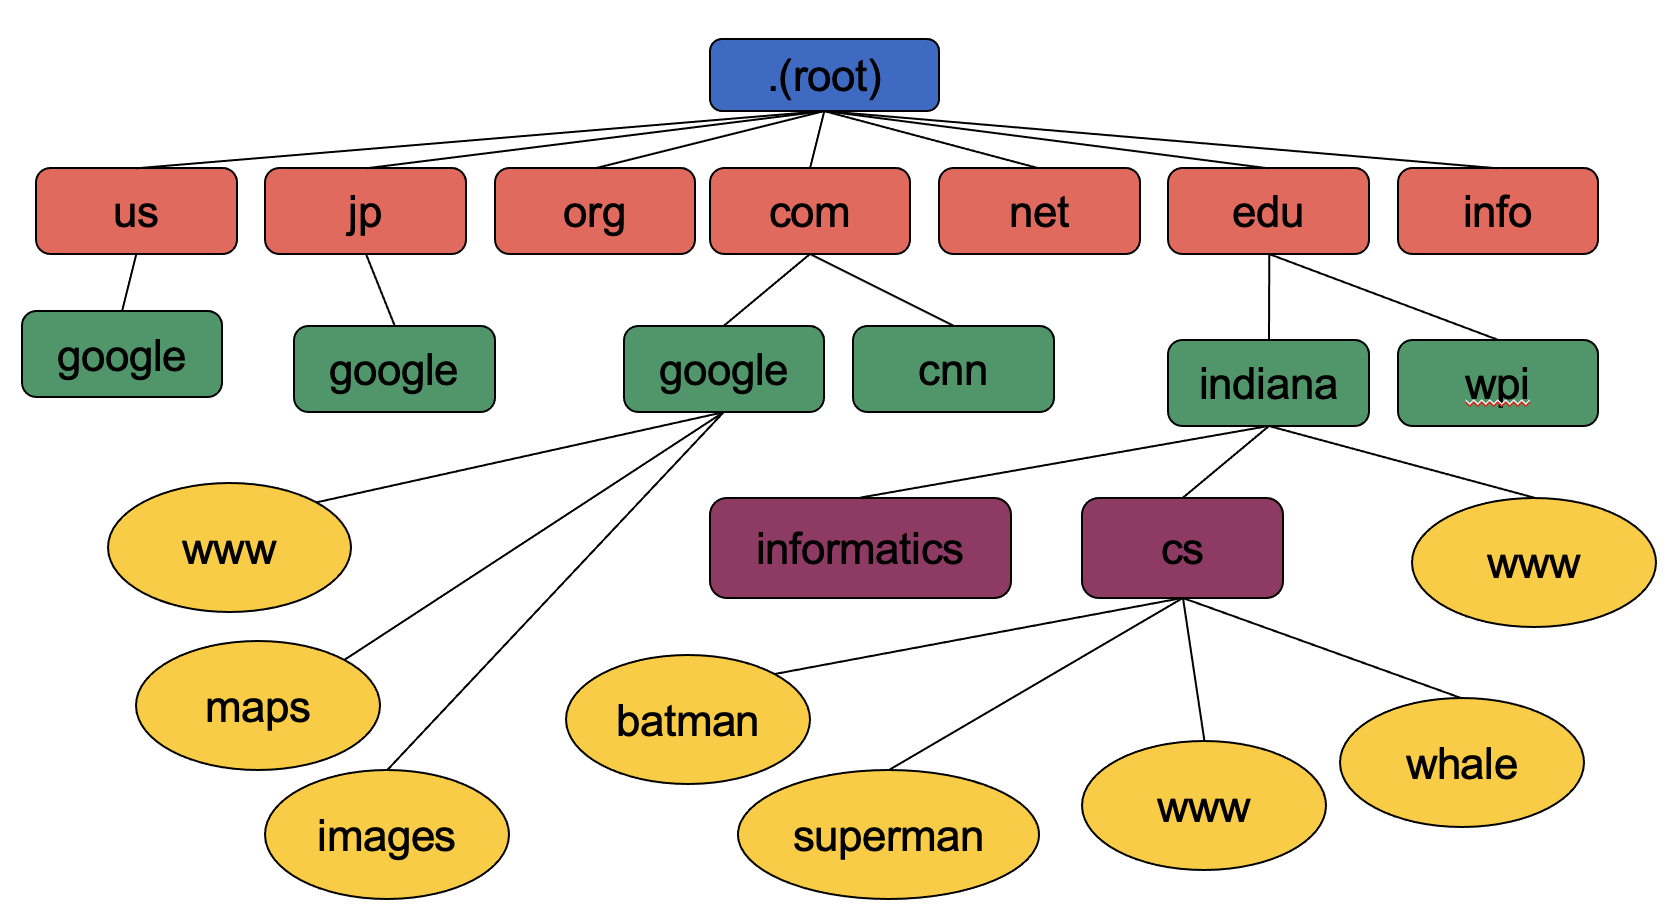 .(root)
us
jp
org
com
net
edu
info
google
google
google
cnn
indiana
wpi
www
informatics
cs
www
maps
batman
whale
images
superman
www